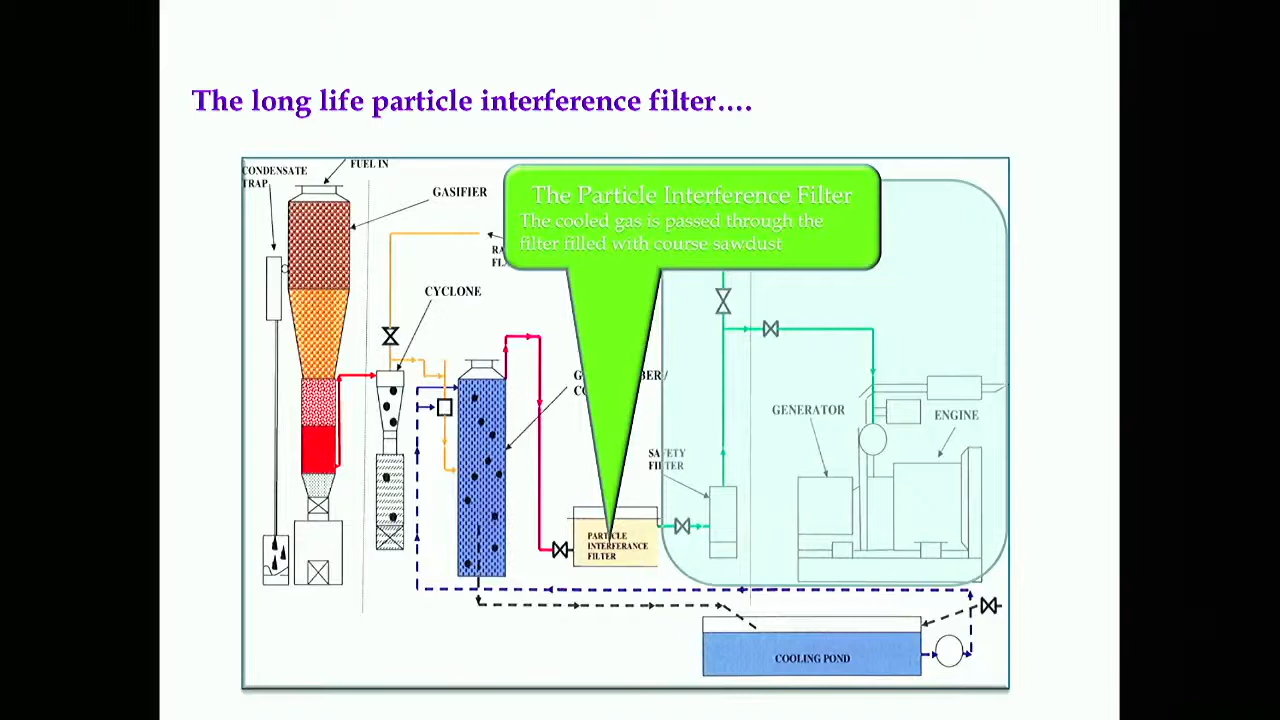 The long life particle interference filter....
FUEL IN
CONDENSATE
TRAP
GASIFIER
The Particle Interference Filter
The cooled gas is passed through the
filter filled with course sawdust
CYCLONE
GENERATOR
ENGINE
SAFETY
FILTER
PARTICLE
INTERFERANCE
FILTER
COOLING POND